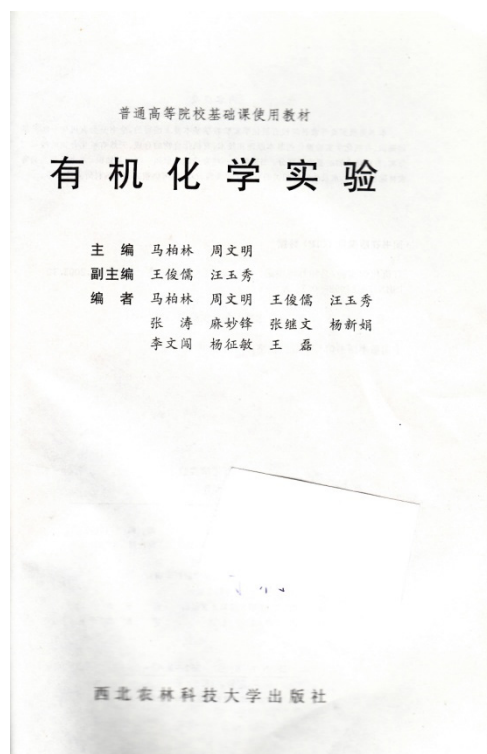 普通高等院校基础课使用教材
有机化学实验
主 编 马柏林 周文明
副主编 王俊儒 汪玉秀
编 者 马柏林 周文明 王俊儒 汪玉秀
张 涛 麻妙锋 张继文 杨新娟
李文闯 杨征敏 王 磊
西北农林科技大学出版社